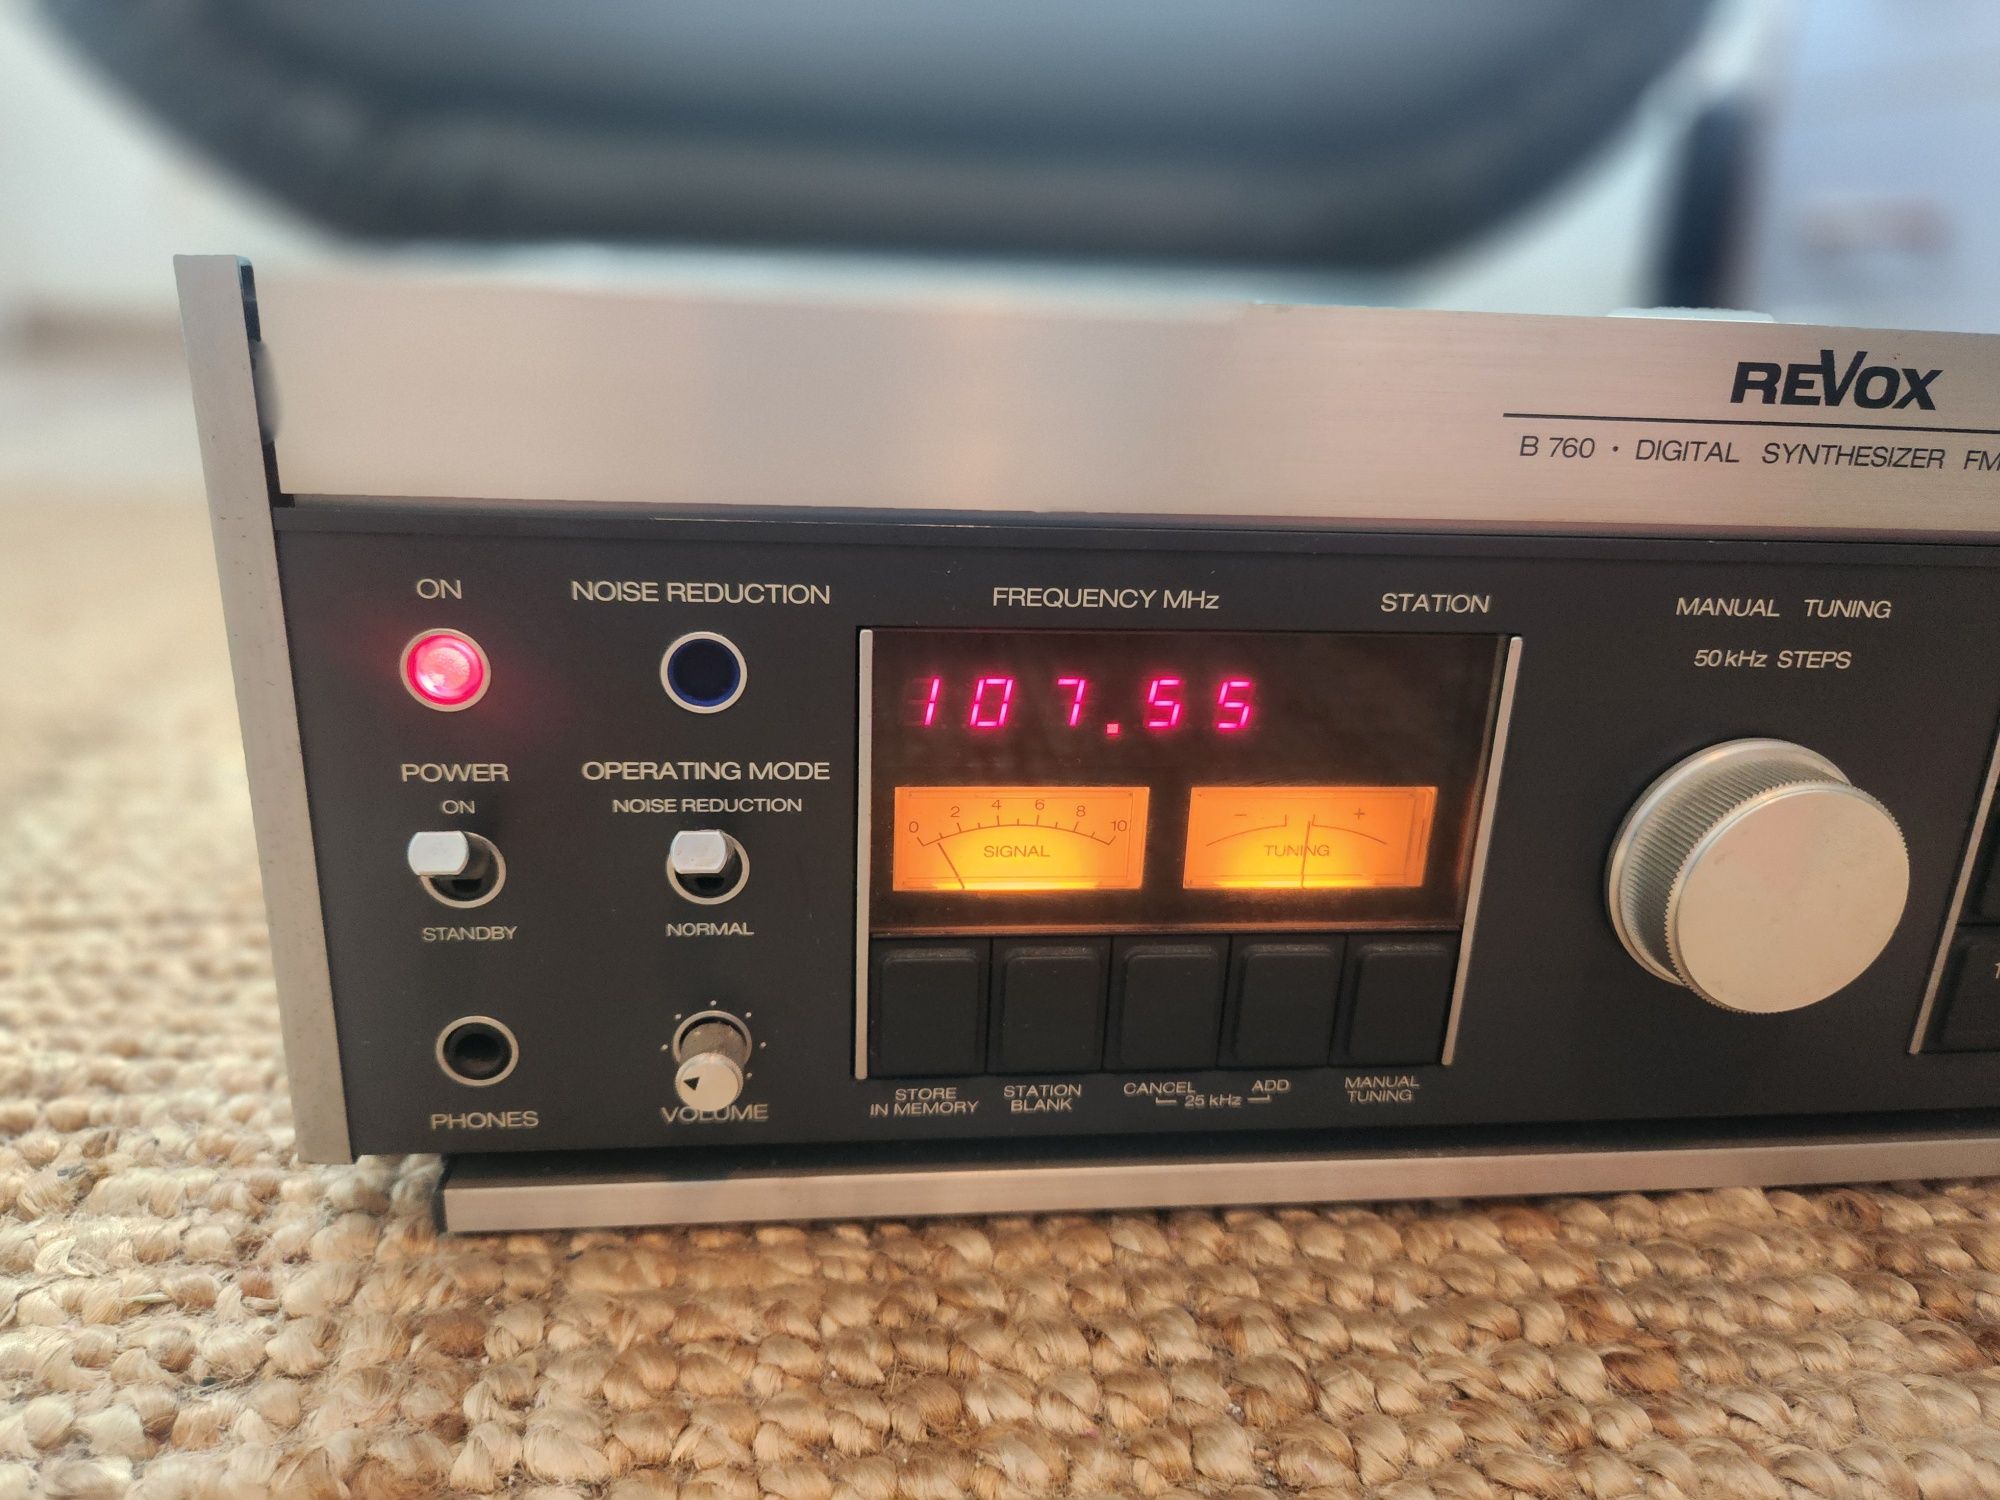 REVOX
B 760 · DIGITAL SYNTHESIZER FM
ON
NOISE REDUCTION
FREQUENCY MHz
STATION
MANUAL TUNING
50 kHz STEPS
107.55
POWER
ON
STANDBY
OPERATING MODE
NOISE REDUCTION
NORMAL
0 2 4 6 8 10
SIGNAL
- +
TUNING
PHONES
VOLUME
STORE
IN MEMORY
STATION
BLANK
CANCEL ADD
25 kHz
MANUAL
TUNING
1